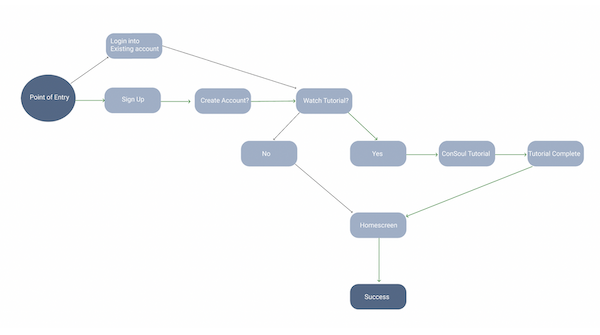 Login into
Existing account
Point of Entry
Sign Up
Create Account?
Watch Tutorial?
No
Yes
ConSoul Tutorial
Tutorial Complete
Homescreen
Success